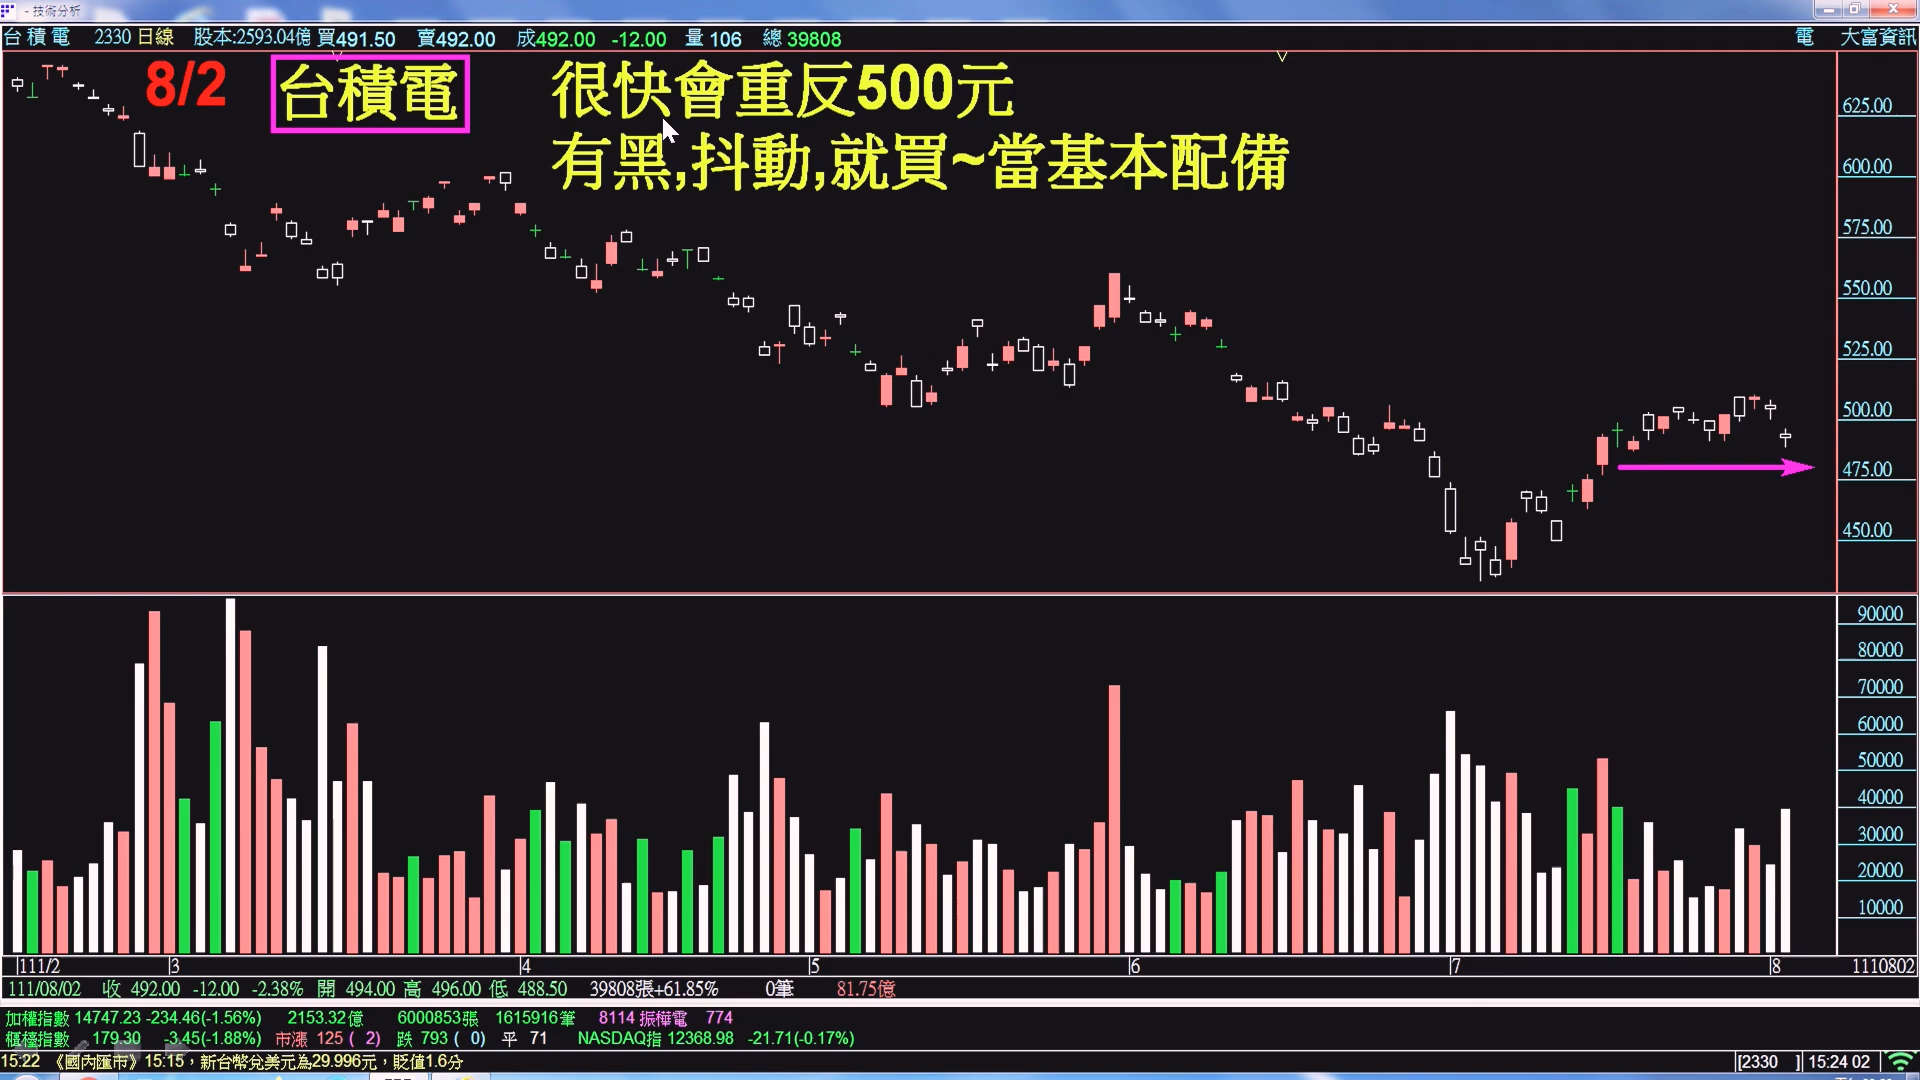 - 技術分析
台積電 2330 日線 股本:2593.04億 買491.50 賣492.00 成492.00 -12.00 量 106 總 39808 電 大富資訊
8/2 台積電 很快會重反500元
有黑,抖動,就買~當基本配備
625.00
600.00
575.00
550.00
525.00
500.00
475.00
450.00
90000
80000
70000
60000
50000
40000
30000
20000
10000
111/2 3 4 5 6 7 8 1110802
111/08/02 收 492.00 -12.00 -2.38% 開 494.00 高 496.00 低 488.50 39808張+61.85% 0筆 81.75億
加權指數 14747.23 -234.46(-1.56%) 2153.32億 6000853張 1615916筆 8114 振樺電 774
櫃檯指數 179.30 -3.45(-1.88%) 市漲 125 ( 2) 跌 793 ( 0) 平 71 NASDAQ指 12368.98 -21.71(-0.17%)
15:22 《國內匯市》15:15，新台幣兌美元為29.996元，貶值1.6分 [2330 ] 15:24 02